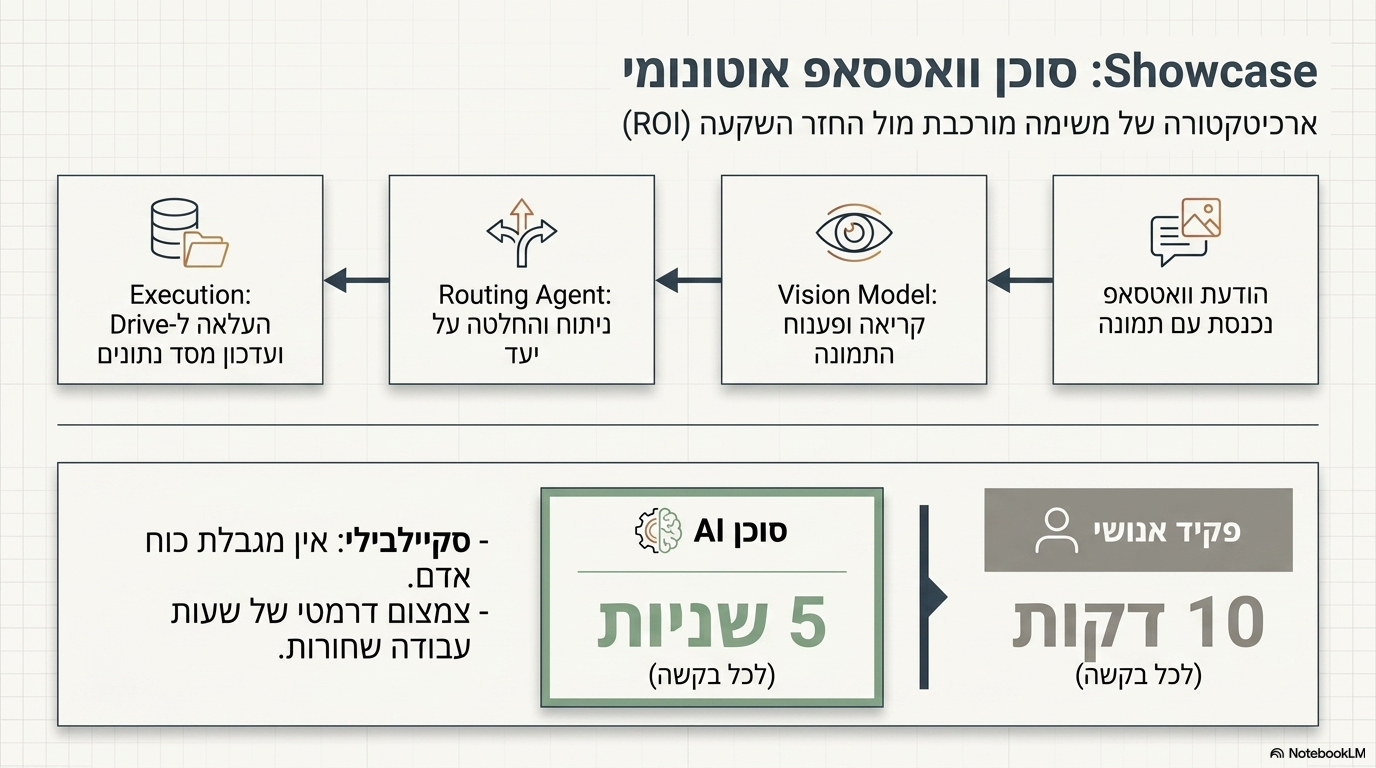 Showcase: סוכן וואטסאפ אוטונומי
ארכיטקטורה של משימה מורכבת מול החזר השקעה (ROI)
הודעת וואטסאפ
נכנסת עם תמונה
Vision Model:
קריאה ופענוח
התמונה
Routing Agent:
ניתוח והחלטה על
יעד
Execution:
העלאה ל-Drive
ועדכון מסד נתונים
פקיד אנושי
10 דקות
(לכל בקשה)
סוכן AI
5 שניות
(לכל בקשה)
- סקיילבילי: אין מגבלת כוח
אדם.
- צמצום דרמטי של שעות
עבודה שחורות.
NotebookLM